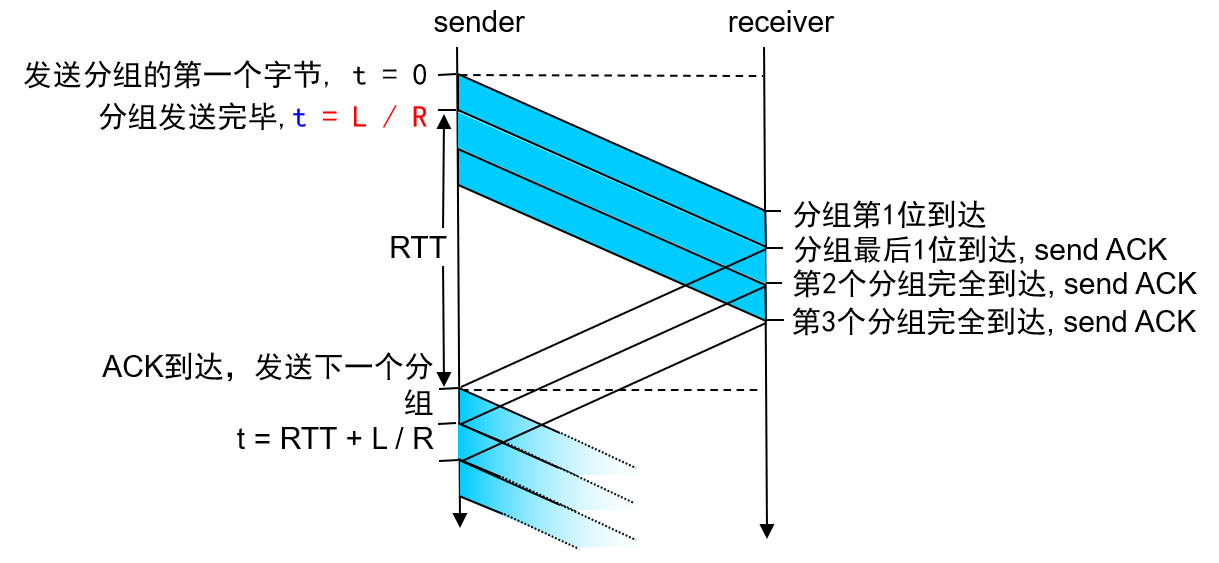 sender
receiver
发送分组的第一个字节, t = 0
分组发送完毕, t = L / R
分组第1位到达
RTT
分组最后1位到达, send ACK
第2个分组完全到达, send ACK
第3个分组完全到达, send ACK
ACK到达，发送下一个分
组
t = RTT + L / R